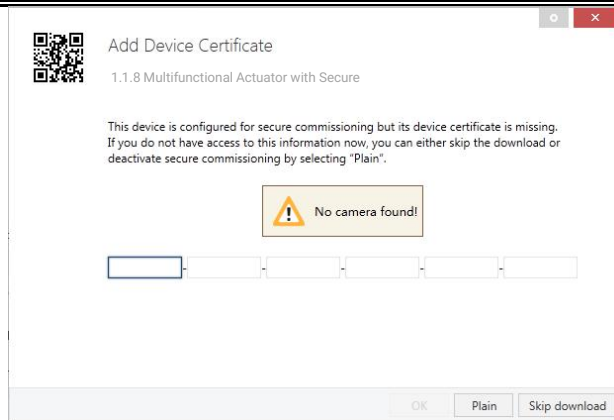 Add Device Certificate
1.1.8 Multifunctional Actuator with Secure
This device is configured for secure commissioning but its device certificate is missing.
If you do not have access to this information now, you can either skip the download or
deactivate secure commissioning by selecting "Plain".
No camera found!
- - - - -
OK Plain Skip download